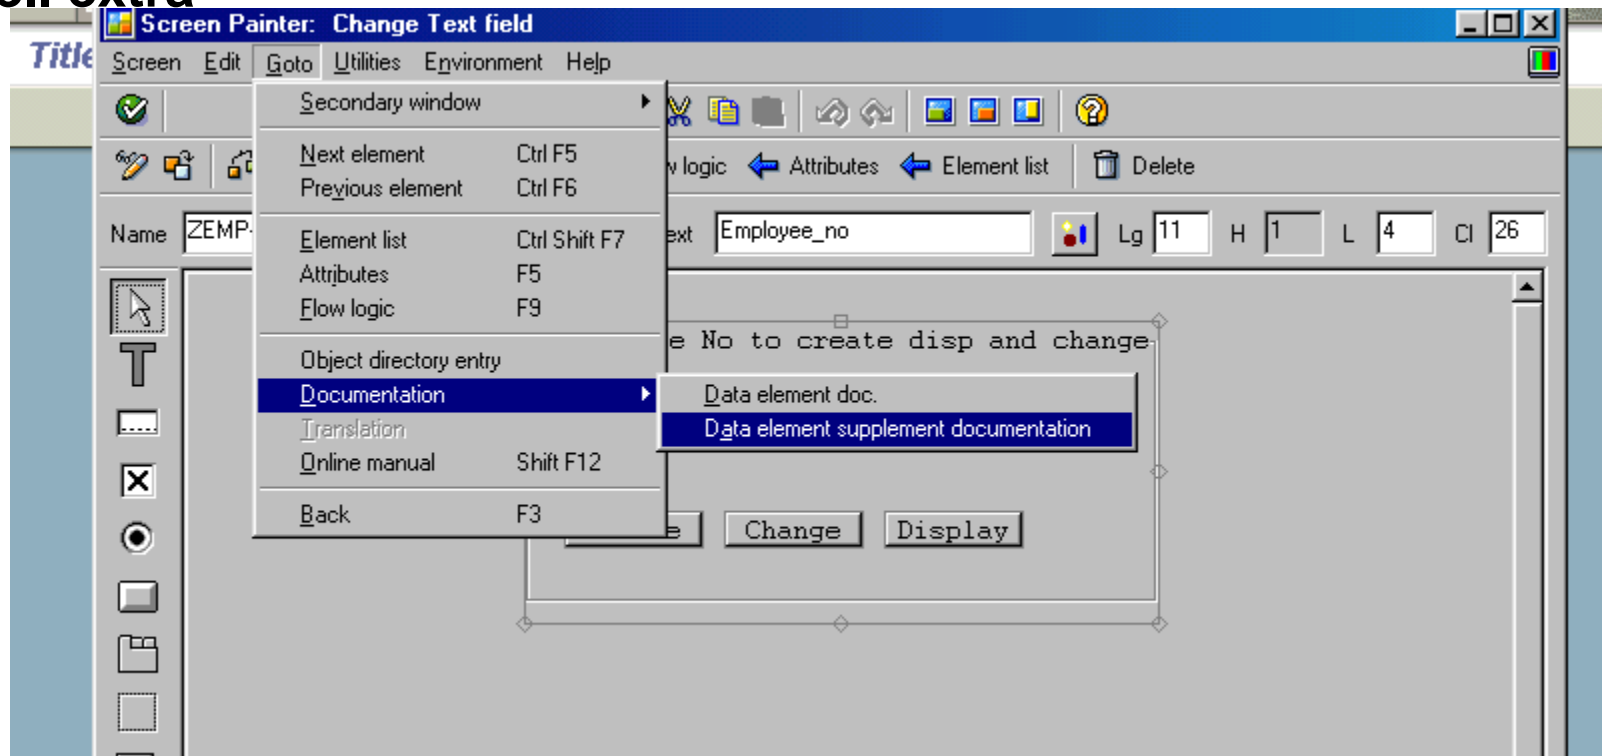 extra
Title
Screen Painter: Change Text field
Screen Edit Goto Utilities Environment Help
Secondary window
Next element Ctrl F5
Previous element Ctrl F6
logic Attributes Element list Delete
Name ZEMP- Employee_no Lg 11 H 1 L 4 Cl 26
Element list Ctrl Shift F7
Attributes F5
Flow logic F9
No to create disp and change
Object directory entry
Documentation
Data element doc.
Translation
Data element supplement documentation
Online manual Shift F12
Back F3
Change Display